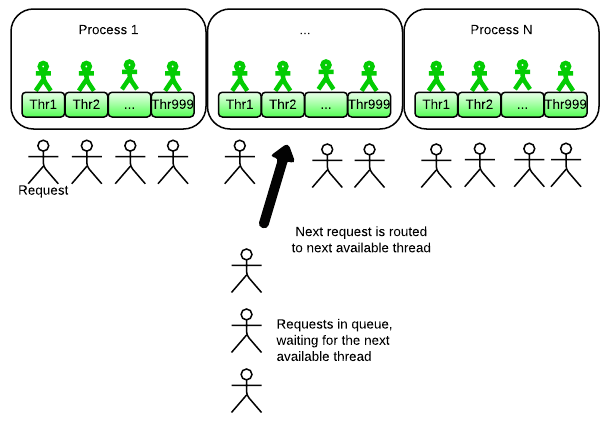 Process 1
...
Process N
Thr1 Thr2 ... Thr999
Thr1 Thr2 ... Thr999
Thr1 Thr2 ... Thr999
Request
Next request is routed
to next available thread
Requests in queue,
waiting for the next
available thread